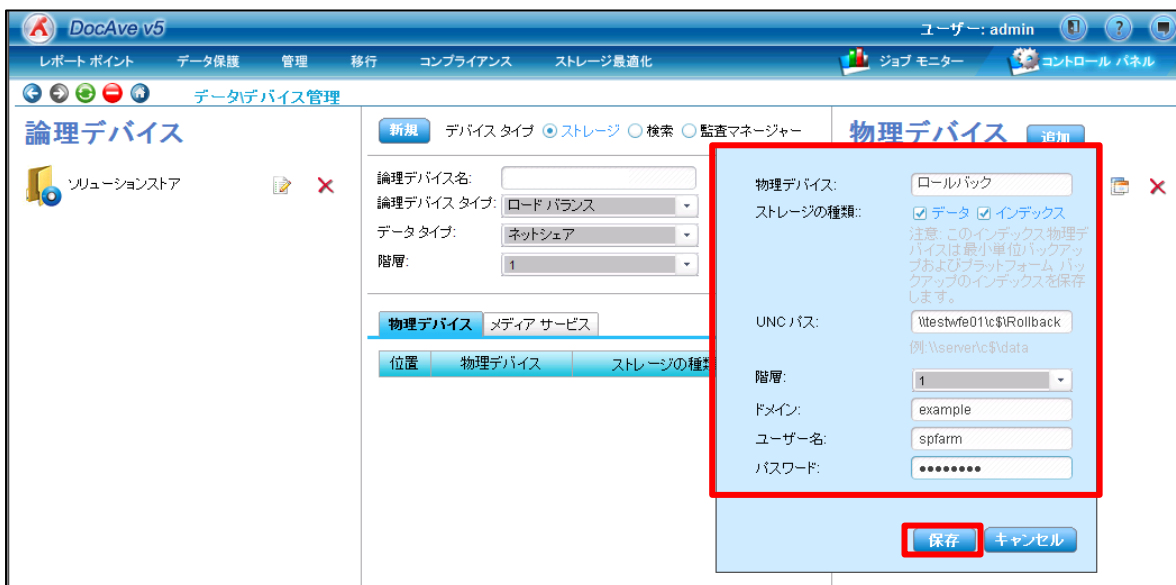 DocAve v5
ユーザー: admin
?
レポート ポイント データ保護 管理 移行 コンプライアンス ストレージ最適化 ジョブ モニター コントロール パネル
データ\デバイス管理
論理デバイス
ソリューションストア
新規 デバイス タイプ ストレージ 検索 監査マネージャー
論理デバイス名:
論理デバイス タイプ: ロード バランス
データ タイプ: ネットシェア
階層: 1
物理デバイス メディア サービス
位置 物理デバイス ストレージの種類
物理デバイス 追加
物理デバイス: ロールバック
ストレージの種類:: データ インデックス
注意: このインデックス物理デ
バイスは最小単位バックアッ
プおよびプラットフォーム バッ
クアップのインデックスを保存
します。
UNC パス: \\testwfe01\c$\Rollback
例: \\server\c$\data
階層: 1
ドメイン: example
ユーザー名: spfarm
パスワード: ●●●●●●●●
保存 キャンセル